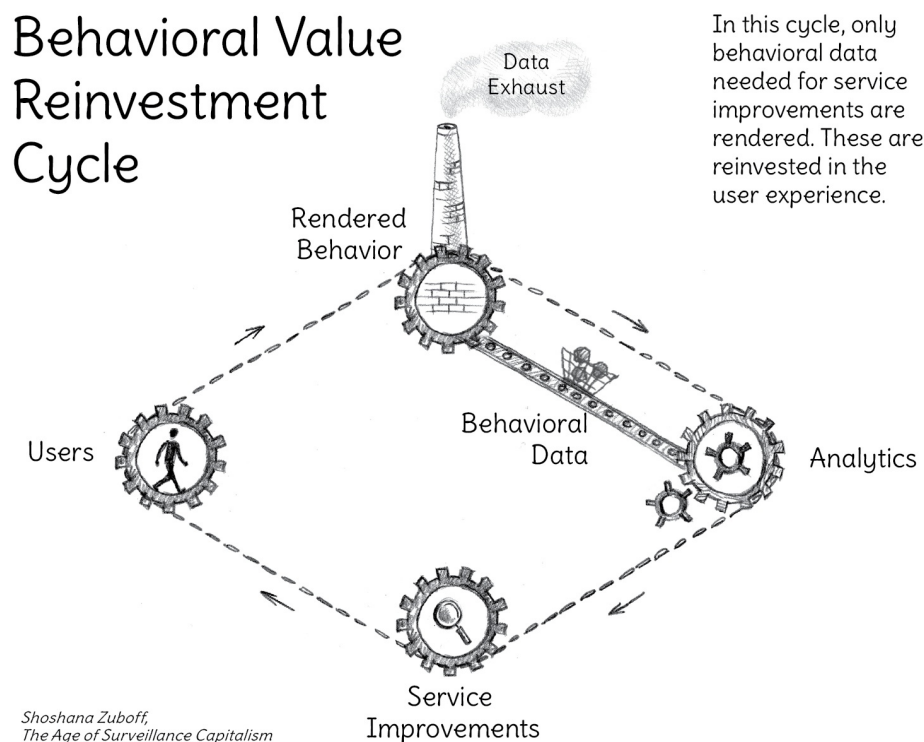 Behavioral Value
Reinvestment
Cycle
Data
Exhaust
In this cycle, only
behavioral data
needed for service
improvements are
rendered. These are
reinvested in the
user experience.
Rendered
Behavior
Behavioral
Data
Users
Analytics
Service
Improvements
Shoshana Zuboff,
The Age of Surveillance Capitalism